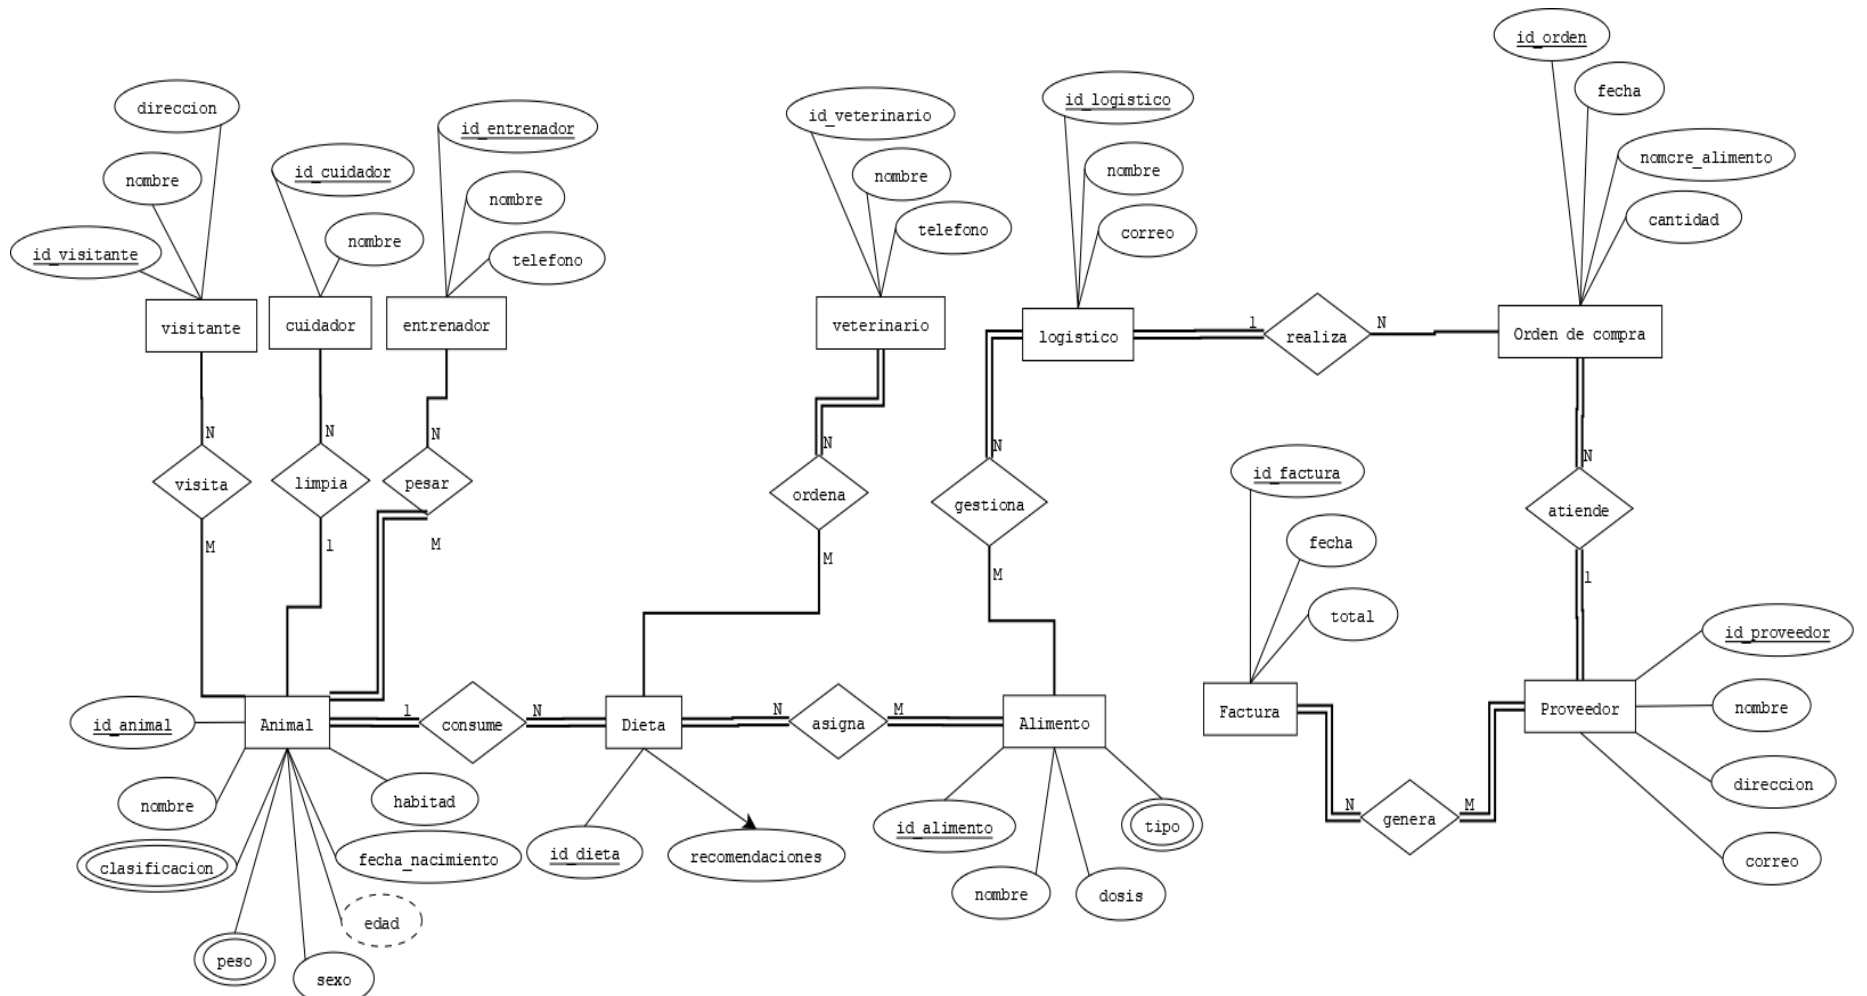 id_orden
fecha
nomcre_alimento
cantidad
direccion
nombre
id_visitante
id_cuidador
nombre
id_entrenador
nombre
telefono
id_veterinario
nombre
telefono
id_logistico
nombre
correo
visitante
cuidador
entrenador
veterinario
logistico
1
realiza
N
Orden de compra
N
visita
M
N
limpia
1
N
pesar
M
N
ordena
M
N
gestiona
M
N
atiende
1
id_factura
fecha
total
id_animal
Animal
1
consume
N
Dieta
N
asigna
M
Alimento
Factura
N
genera
M
Proveedor
id_proveedor
nombre
direccion
correo
nombre
clasificacion
peso
sexo
edad
fecha_nacimiento
habitad
id_dieta
recomendaciones
id_alimento
nombre
dosis
tipo